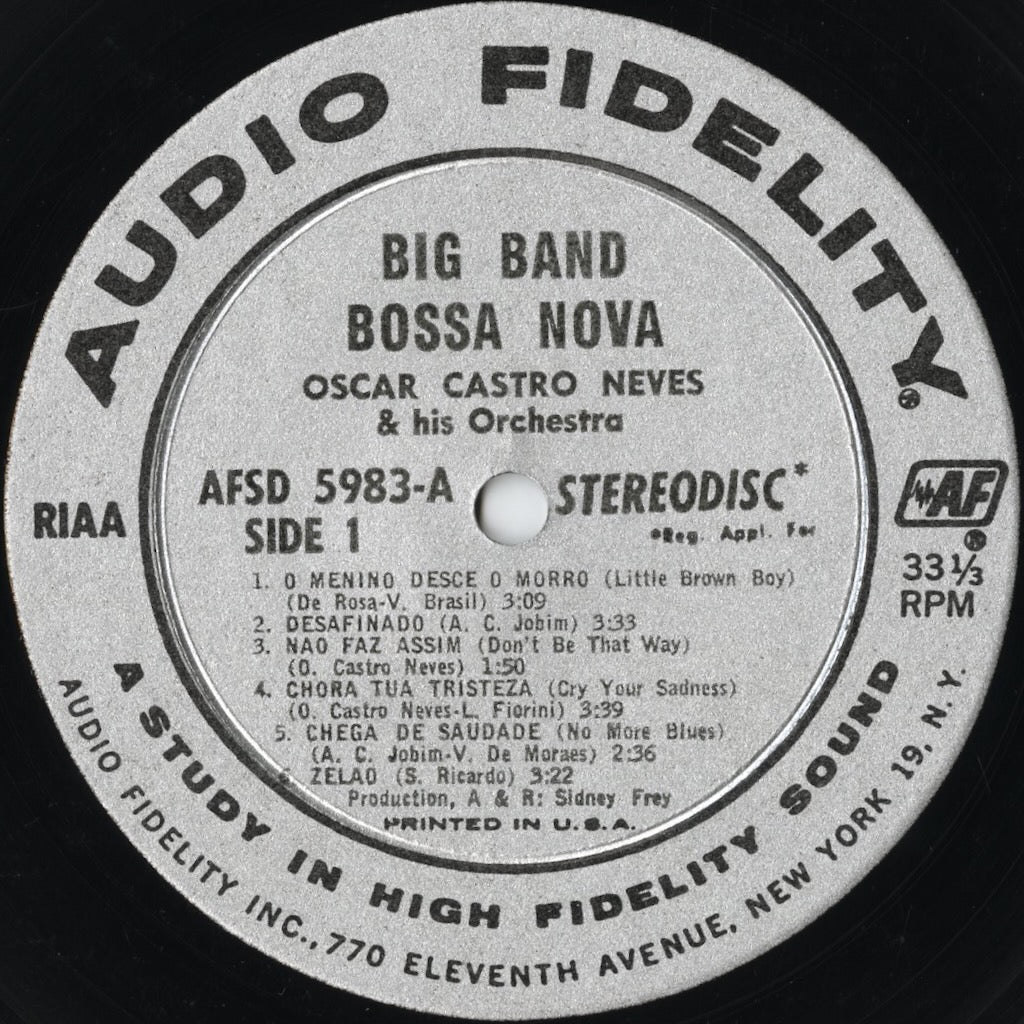 AUDIO FIDELITY®
BIG BAND
BOSSA NOVA
OSCAR CASTRO NEVES
& his Orchestra
AFSD 5983-A
SIDE 1
STEREODISC*
*Reg. Appl. For
RIAA
AF®
33⅓
RPM
1. O MENINO DESCE O MORRO (Little Brown Boy)
(De Rosa-V. Brasil) 3:09
2. DESAFINADO (A. C. Jobim) 3:33
3. NAO FAZ ASSIM (Don't Be That Way)
(O. Castro Neves) 1:50
4. CHORA TUA TRISTEZA (Cry Your Sadness)
(O. Castro Neves-L. Fiorini) 3:39
5. CHEGA DE SAUDADE (No More Blues)
(A. C. Jobim-V. De Moraes) 2:36
6. ZELAO (S. Ricardo) 3:22
Production, A & R: Sidney Frey
PRINTED IN U.S.A.
A STUDY IN HIGH FIDELITY SOUND
AUDIO FIDELITY INC., 770 ELEVENTH AVENUE, NEW YORK 19, N. Y.